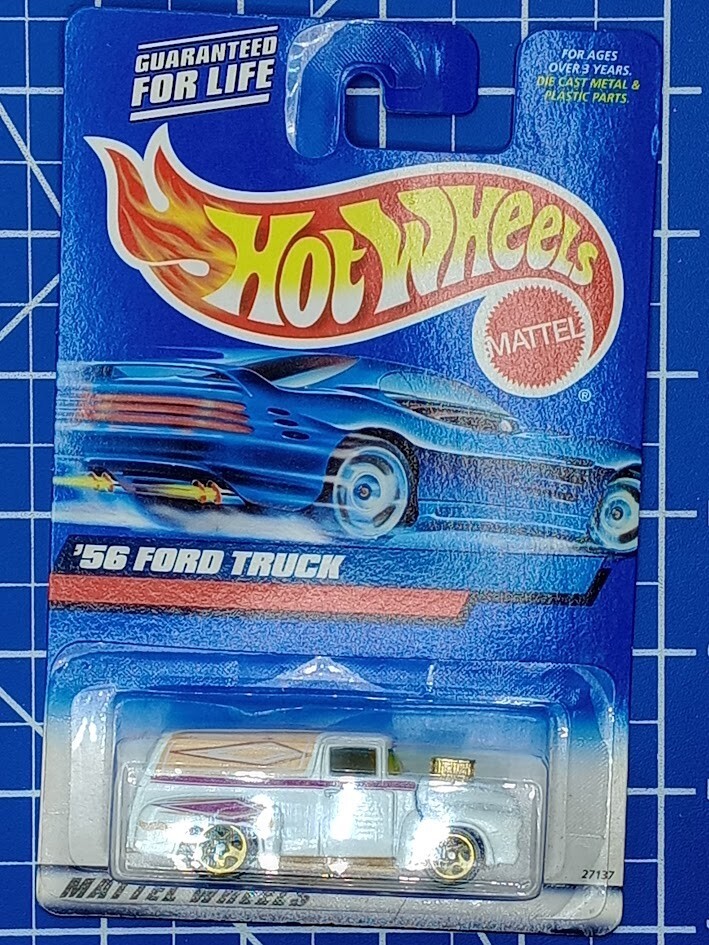 GUARANTEED
FOR LIFE
FOR AGES
OVER 3 YEARS.
DIE CAST METAL &
PLASTIC PARTS.
HOT WHEELS
MATTEL
®
'56 FORD TRUCK
27137
MATTEL WHEELS